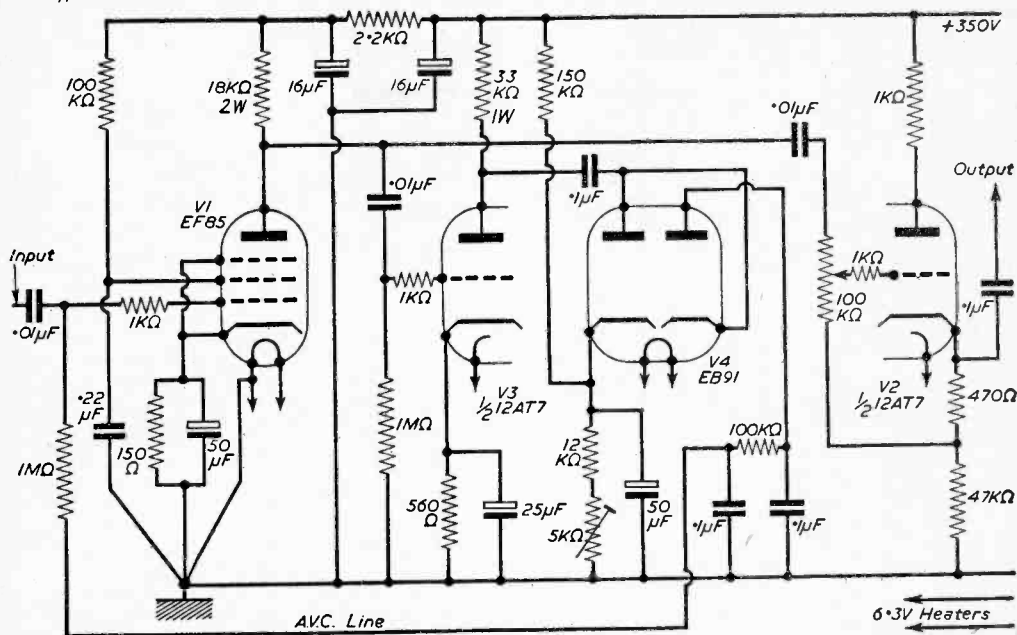 +350V
2·2KΩ
100
KΩ
18KΩ
2W
16μF
16μF
33
KΩ
1W
150
KΩ
·01μF
1KΩ
Output
V1
EF85
·01μF
·1μF
Input
1KΩ
·01μF
1KΩ
1KΩ
100
KΩ
·1μF
V4
EB91
V3
½12AT7
V2
½12AT7
·22
μF
150
Ω
50
μF
1MΩ
1MΩ
12
KΩ
100KΩ
470Ω
560
Ω
25μF
5KΩ
50
μF
·1μF
·1μF
47KΩ
A.V.C. Line
6·3V Heaters